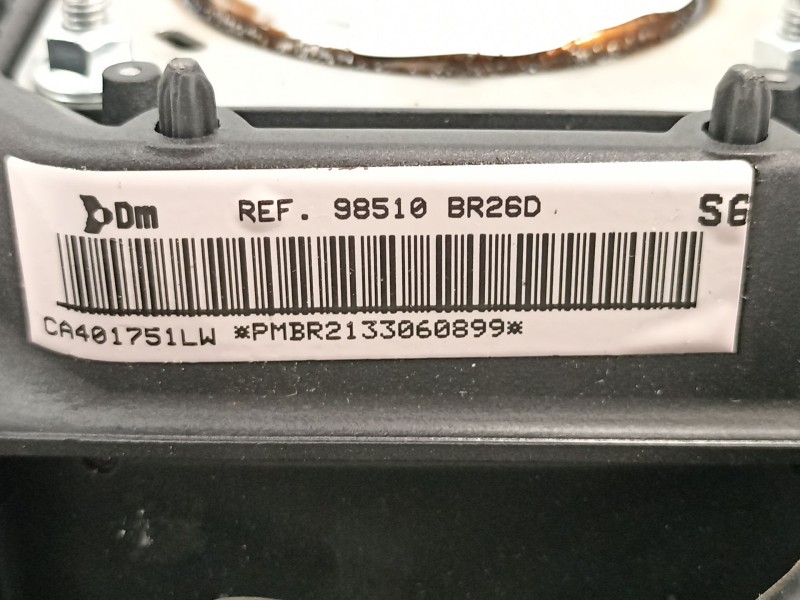 Dm REF. 98510 BR26D S6
CA401751LW *PMBR2133060899*